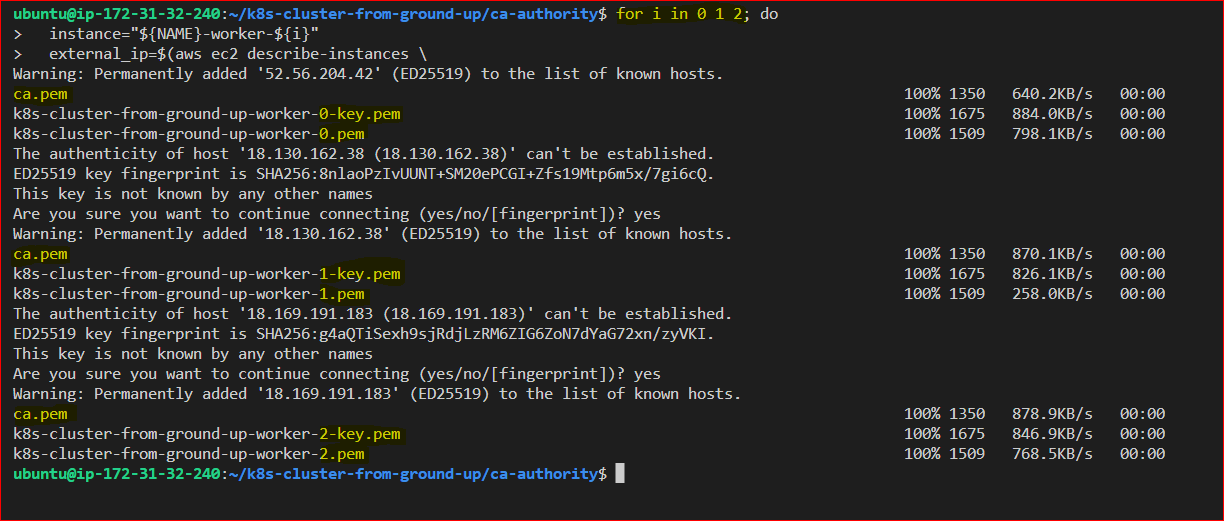 ubuntu@ip-172-31-32-240:~/k8s-cluster-from-ground-up/ca-authority$ for i in 0 1 2; do
>   instance="${NAME}-worker-${i}"
>   external_ip=$(aws ec2 describe-instances \
Warning: Permanently added '52.56.204.42' (ED25519) to the list of known hosts.
ca.pem 100% 1350 640.2KB/s 00:00
k8s-cluster-from-ground-up-worker-0-key.pem 100% 1675 884.0KB/s 00:00
k8s-cluster-from-ground-up-worker-0.pem 100% 1509 798.1KB/s 00:00
The authenticity of host '18.130.162.38 (18.130.162.38)' can't be established.
ED25519 key fingerprint is SHA256:8nlaoPzIvUUNT+SM20ePCGI+Zfs19Mtp6m5x/7gi6cQ.
This key is not known by any other names
Are you sure you want to continue connecting (yes/no/[fingerprint])? yes
Warning: Permanently added '18.130.162.38' (ED25519) to the list of known hosts.
ca.pem 100% 1350 870.1KB/s 00:00
k8s-cluster-from-ground-up-worker-1-key.pem 100% 1675 826.1KB/s 00:00
k8s-cluster-from-ground-up-worker-1.pem 100% 1509 258.0KB/s 00:00
The authenticity of host '18.169.191.183 (18.169.191.183)' can't be established.
ED25519 key fingerprint is SHA256:g4aQTiSexh9sjRdjLzRM6ZIG6ZoN7dYaG72xn/zyVKI.
This key is not known by any other names
Are you sure you want to continue connecting (yes/no/[fingerprint])? yes
Warning: Permanently added '18.169.191.183' (ED25519) to the list of known hosts.
ca.pem 100% 1350 878.9KB/s 00:00
k8s-cluster-from-ground-up-worker-2-key.pem 100% 1675 846.9KB/s 00:00
k8s-cluster-from-ground-up-worker-2.pem 100% 1509 768.5KB/s 00:00
ubuntu@ip-172-31-32-240:~/k8s-cluster-from-ground-up/ca-authority$